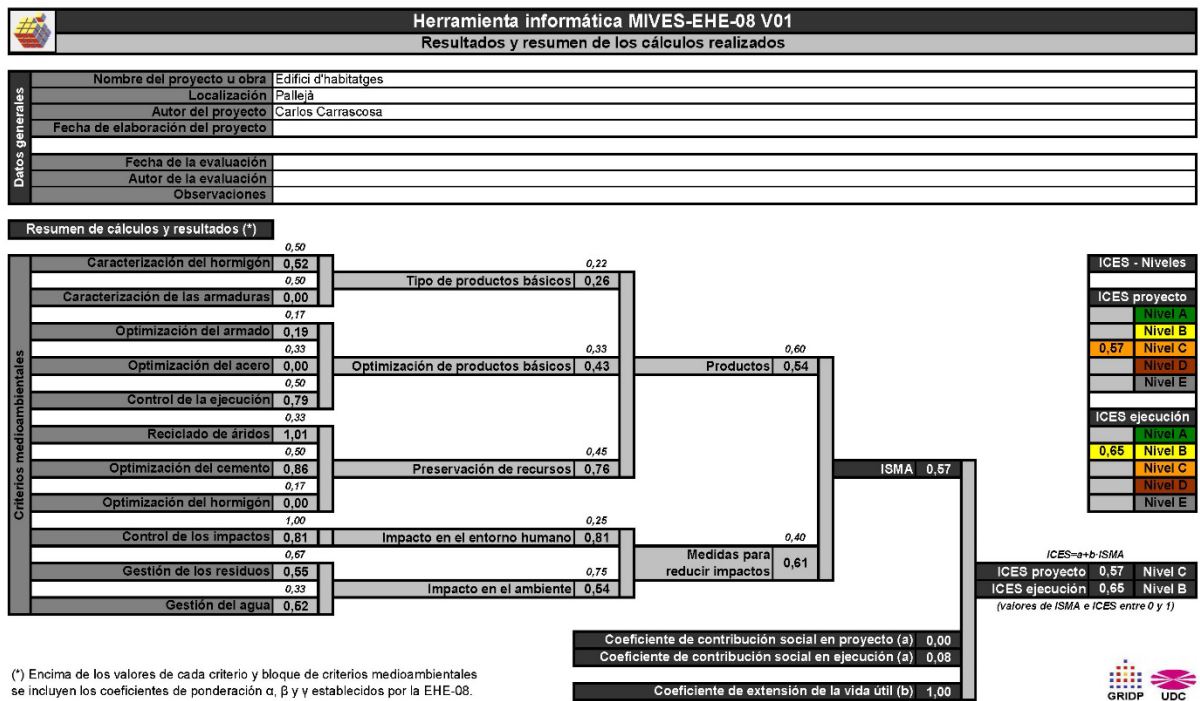 Herramienta informática MIVES-EHE-08 V01
Resultados y resumen de los cálculos realizados
Datos generales
Nombre del proyecto u obra Edifici d'habitatges
Localización Pallejà
Autor del proyecto Carlos Carrascosa
Fecha de elaboración del proyecto
Fecha de la evaluación
Autor de la evaluación
Observaciones
Resumen de cálculos y resultados (*)
Criterios medioambientales
0,50
Caracterización del hormigón 0,52
0,50
Caracterización de las armaduras 0,00
0,17
Optimización del armado 0,19
0,33
Optimización del acero 0,00
0,50
Control de la ejecución 0,79
0,33
Reciclado de áridos 1,01
0,50
Optimización del cemento 0,86
0,17
Optimización del hormigón 0,00
1,00
Control de los impactos 0,81
0,67
Gestión de los residuos 0,55
0,33
Gestión del agua 0,52
0,22
Tipo de productos básicos 0,26
0,33
Optimización de productos básicos 0,43
0,45
Preservación de recursos 0,76
0,25
Impacto en el entorno humano 0,81
0,75
Impacto en el ambiente 0,54
0,60
Productos 0,54
0,40
Medidas para
reducir impactos 0,61
ISMA 0,57
ICES - Niveles
ICES proyecto
Nivel A
Nivel B
0,57 Nivel C
Nivel D
Nivel E
ICES ejecución
Nivel A
0,65 Nivel B
Nivel C
Nivel D
Nivel E
ICES=a+b·ISMA
ICES proyecto 0,57 Nivel C
ICES ejecución 0,65 Nivel B
(valores de ISMA e ICES entre 0 y 1)
Coeficiente de contribución social en proyecto (a) 0,00
Coeficiente de contribución social en ejecución (a) 0,08
Coeficiente de extensión de la vida útil (b) 1,00
(*) Encima de los valores de cada criterio y bloque de criterios medioambientales
se incluyen los coeficientes de ponderación α, β y γ establecidos por la EHE-08.
GRIDP UDC